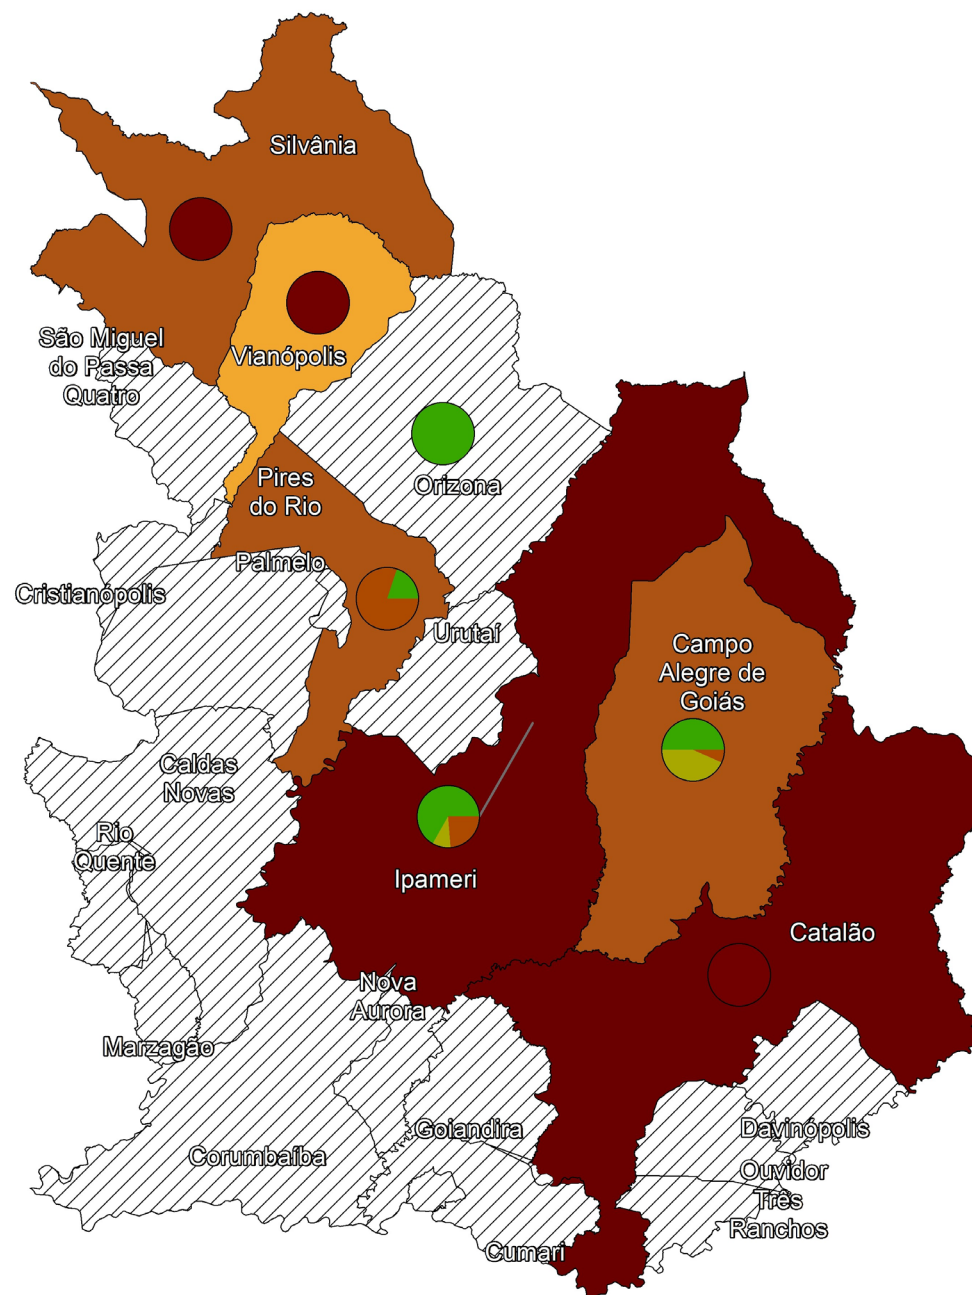 Silvânia
São Miguel
do Passa
Quatro
Vianópolis
Pires
do Rio
Orizona
Palmelo
Cristianópolis
Urutaí
Campo
Alegre de
Goiás
Caldas
Novas
Rio
Quente
Ipameri
Catalão
Nova
Aurora
Marzagão
Goiandira
Davinópolis
Corumbaíba
Ouvidor
Três
Ranchos
Cumari